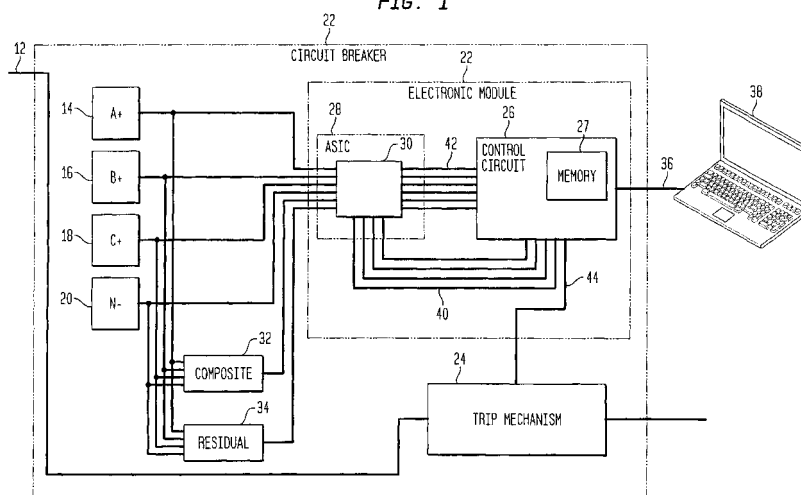 FIG. 1
12
22
CIRCUIT BREAKER
22
ELECTRONIC MODULE
38
14
A+
28
ASIC
30
42
26
CONTROL
CIRCUIT
27
MEMORY
36
16
B+
18
C+
20
N-
40
44
32
COMPOSITE
24
TRIP MECHANISM
34
RESIDUAL